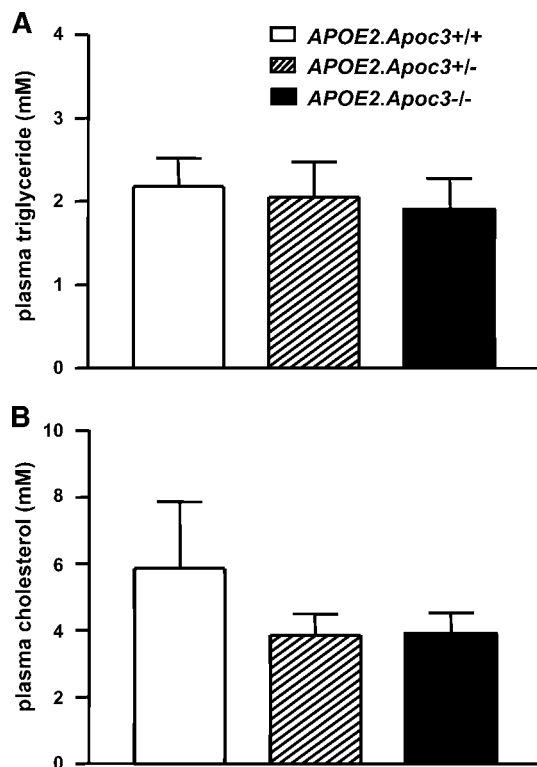 A
plasma triglyceride (mM)
4
3
2
1
0
APOE2.Apoc3+/+
APOE2.Apoc3+/-
APOE2.Apoc3-/-
B
plasma cholesterol (mM)
10
8
6
4
2
0